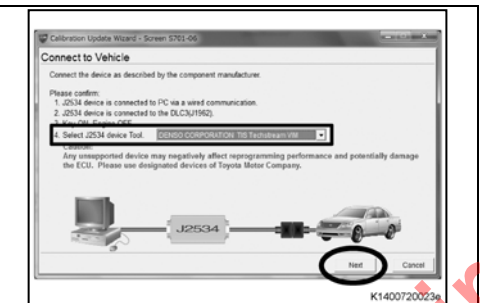 Calibration Update Wizard - Screen S701-06
Connect to Vehicle
Connect the device as described by the component manufacturer.
Please confirm:
1. J2534 device is connected to PC via a wired communication.
2. J2534 device is connected to the DLC3(J1962).
3. Key ON, Engine OFF
4. Select J2534 device Tool. DENSO CORPORATION TIS Techstream VIM
Caution:
Any unsupported device may negatively affect reprogramming performance and potentially damage
the ECU. Please use designated devices of Toyota Motor Company.
J2534
Next Cancel
K1400720023e